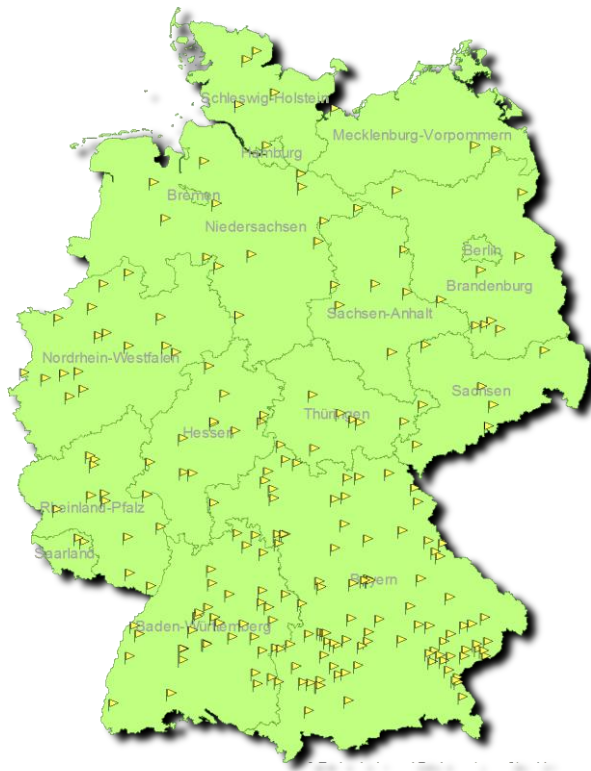 Schleswig-Holstein
Mecklenburg-Vorpommern
Hamburg
Bremen
Niedersachsen
Berlin
Brandenburg
Sachsen-Anhalt
Nordrhein-Westfalen
Sachsen
Thüringen
Hessen
Rheinland-Pfalz
Saarland
Bayern
Baden-Württemberg